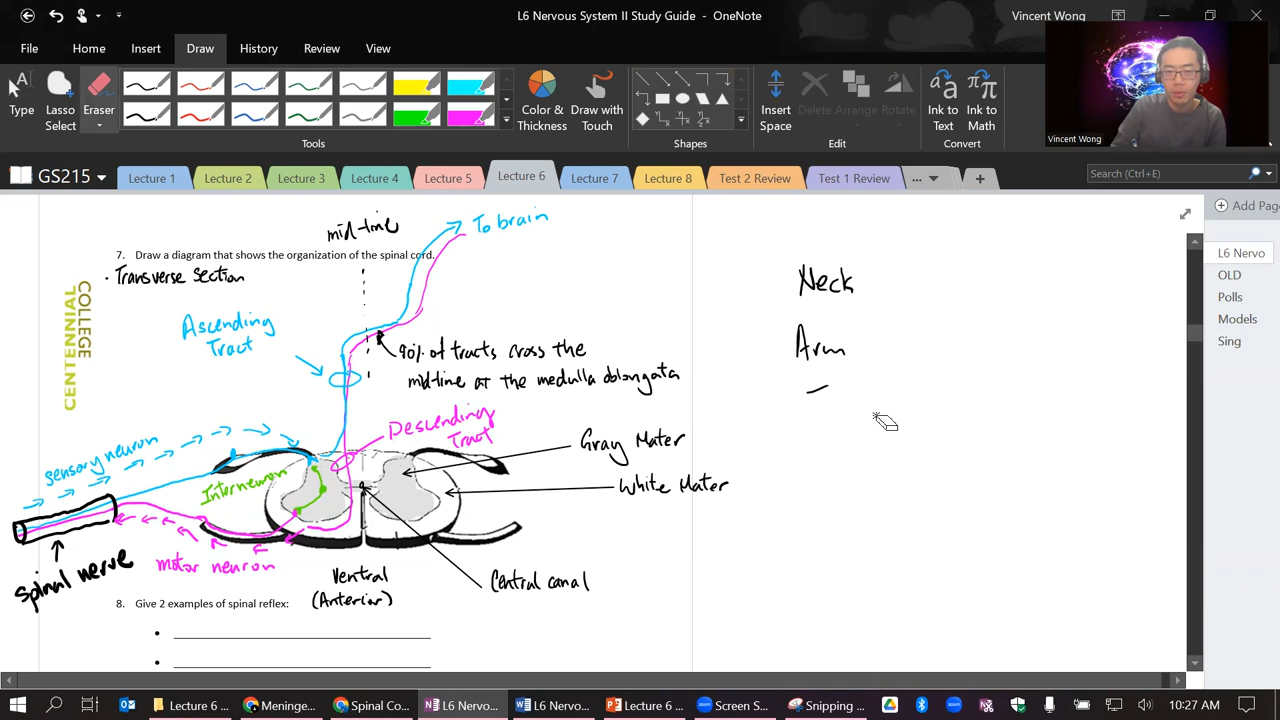 L6 Nervous System II Study Guide - OneNote
Vincent Wong
File Home Insert Draw History Review View
Type
Lasso Select
Eraser
Color & Thickness
Draw with Touch
Insert Space
Delete Arrange Rotate
Ink to Text
Ink to Math
Tools
Shapes
Edit
Convert
Vincent Wong
GS215
Lecture 1 Lecture 2 Lecture 3 Lecture 4 Lecture 5 Lecture 6 Lecture 7 Lecture 8 Test 2 Review Test 1 Review ...
Search (Ctrl+E)
Add Pag
L6 Nervo
OLD
Polls
Models
Sing
CENTENNIAL
COLLEGE
mid-line
To brain
7. Draw a diagram that shows the organization of the spinal cord.
Transverse Section
Ascending
Tract
90% of tracts cross the
mid-line at the medulla oblongata
Descending
Tract
Gray Mater
White Mater
sensory neuron
Interneuron
spinal nerve
motor neuron
Ventral
(Anterior)
Central canal
8. Give 2 examples of spinal reflex:
Neck
Arm
Lecture 6 ...
Meninge...
Spinal Co...
L6 Nervo...
Lecture 6 ...
Screen S...
Snipping ...
10:27 AM